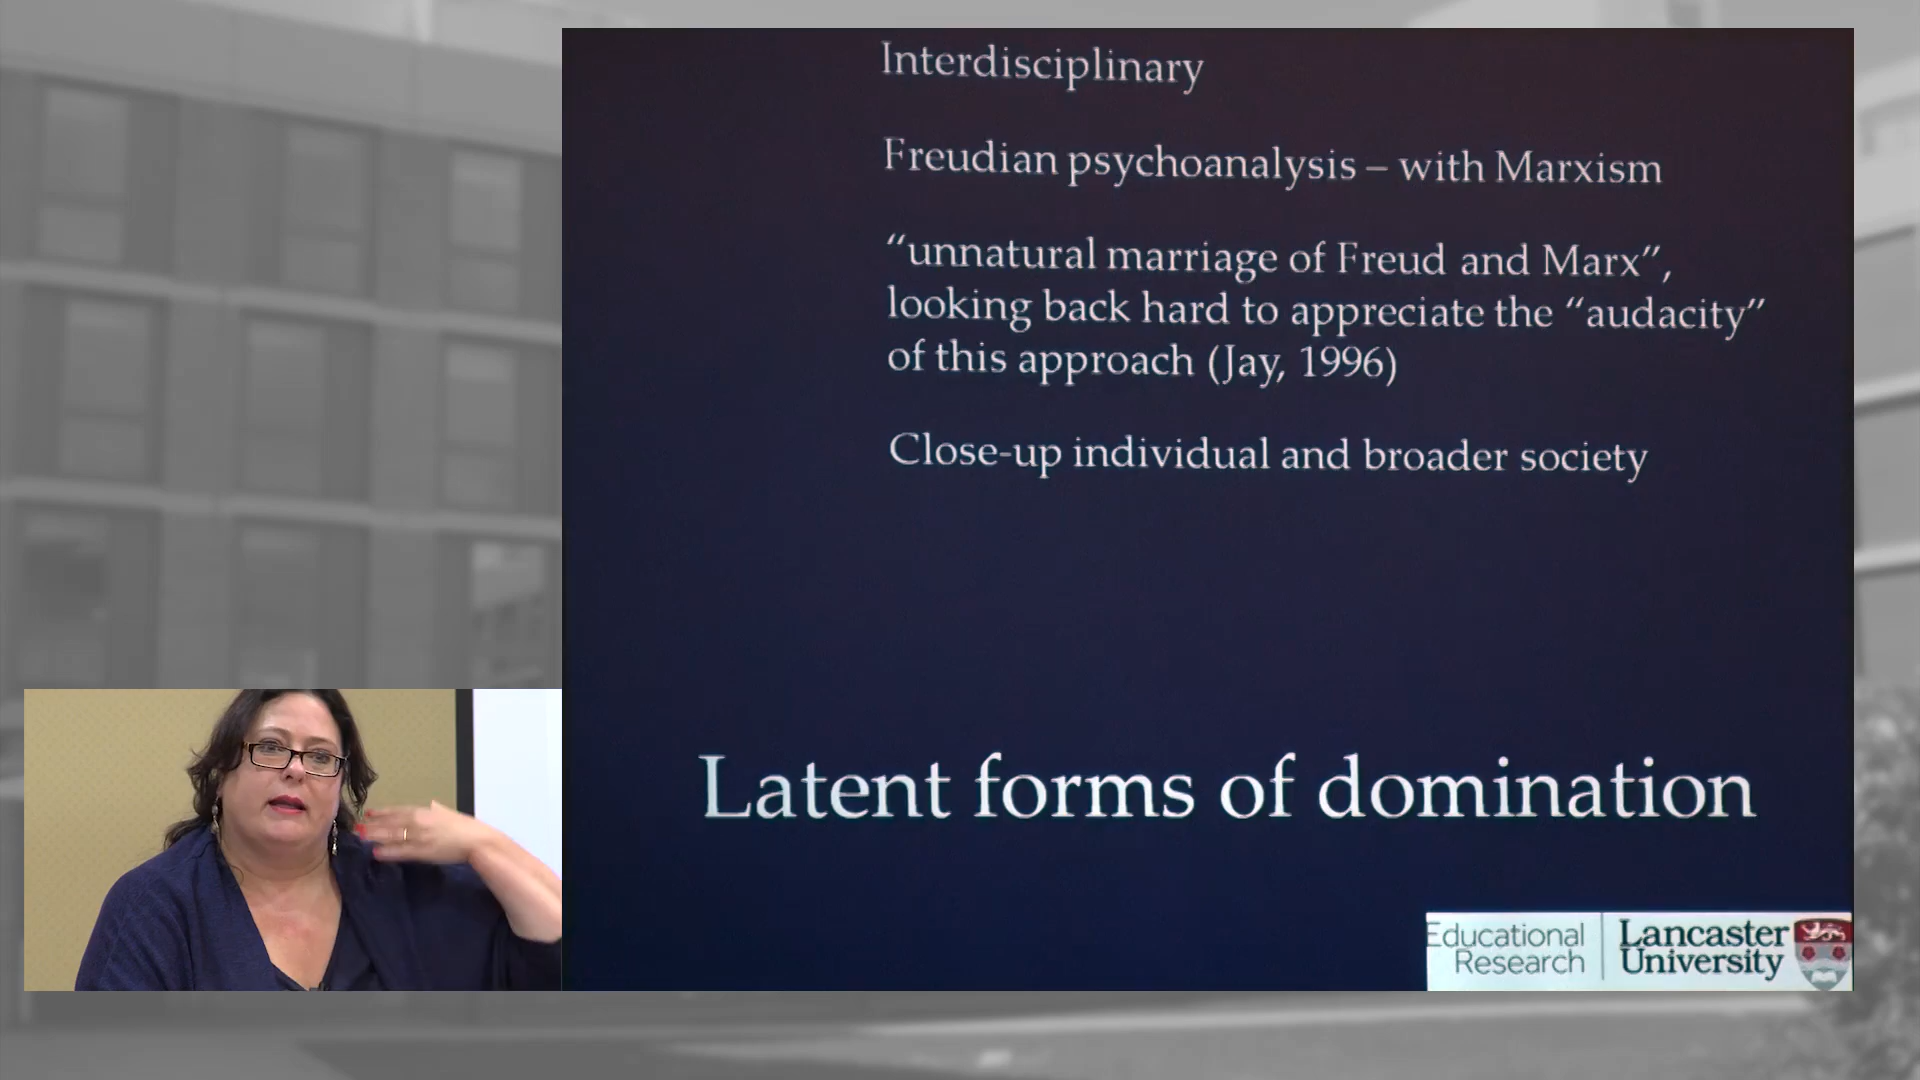 Interdisciplinary
Freudian psychoanalysis – with Marxism
“unnatural marriage of Freud and Marx”,
looking back hard to appreciate the “audacity”
of this approach (Jay, 1996)
Close-up individual and broader society
Latent forms of domination
Educational
Research
Lancaster
University